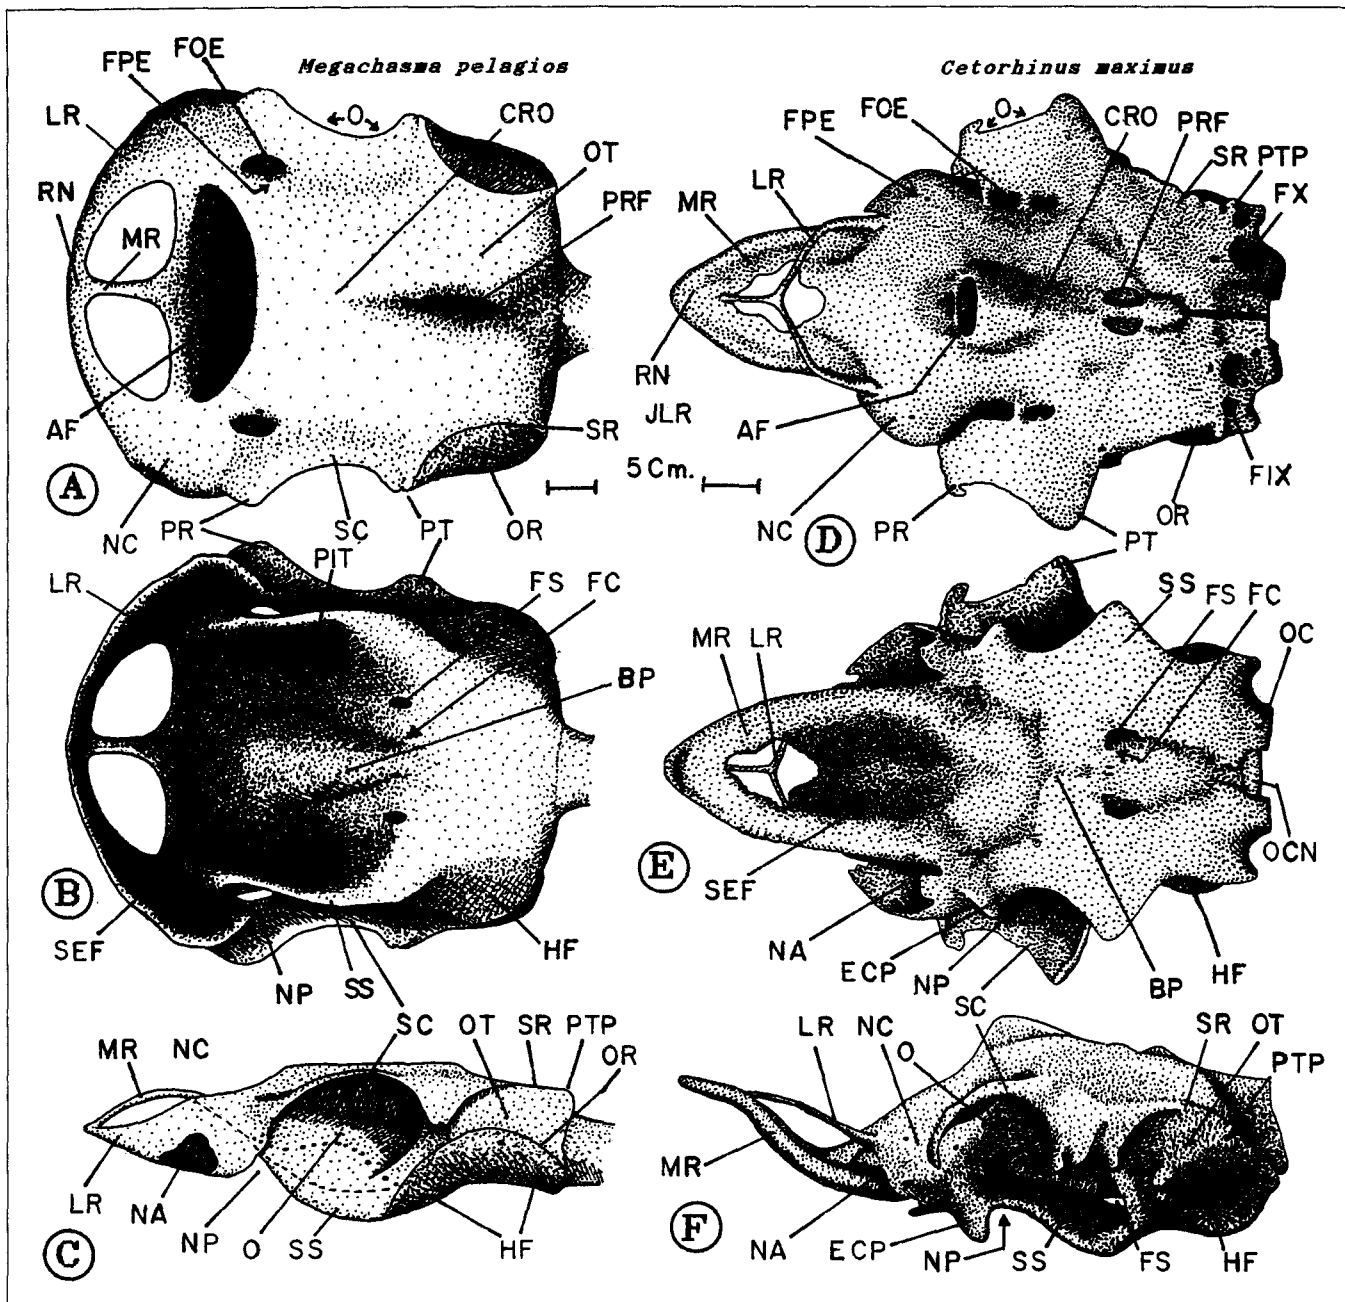 Megachasma pelagios
Cetorhinus maximus
FOE
FPE
LR
RN
MR
←O→
CRO
OT
PRF
AF
SR
A
NC
PR
SC
PT
OR
5 Cm.
FPE
FOE
←O→
CRO
PRF
SR PTP
FX
LR
MR
RN
JLR
AF
NC
D
PR
OR
FIX
PT
LR
PIT
FS FC
BP
B
SEF
NP
SS
HF
SC
MR LR
SS
FS FC
OC
OCN
E
SEF
NA
ECP
NP
SC
BP
HF
MR NC
OT
SR
PTP
OR
LR
NA
NP
O
SS
HF
C
LR
NC
O
SR
OT
PTP
MR
NA
ECP
NP
SS
FS
HF
F